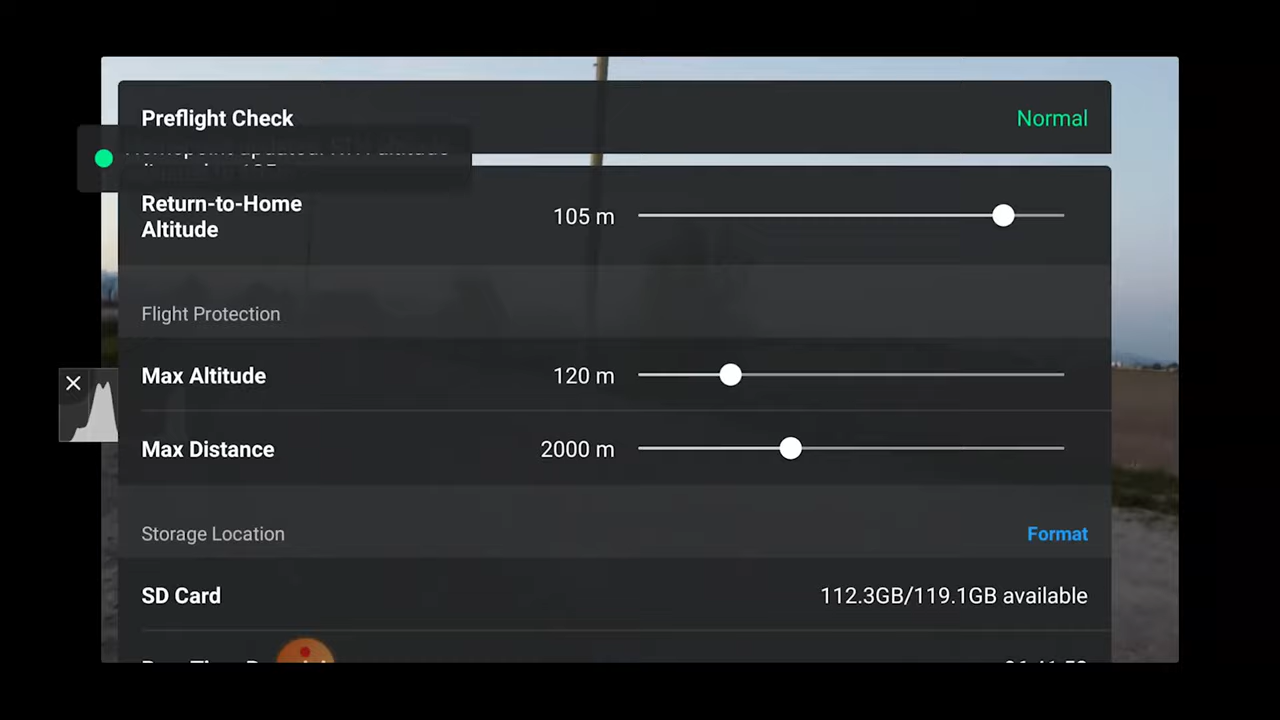 Preflight Check
Normal
Return-to-Home
Altitude
105 m
Flight Protection
Max Altitude
120 m
Max Distance
2000 m
Storage Location
Format
SD Card
112.3GB/119.1GB available